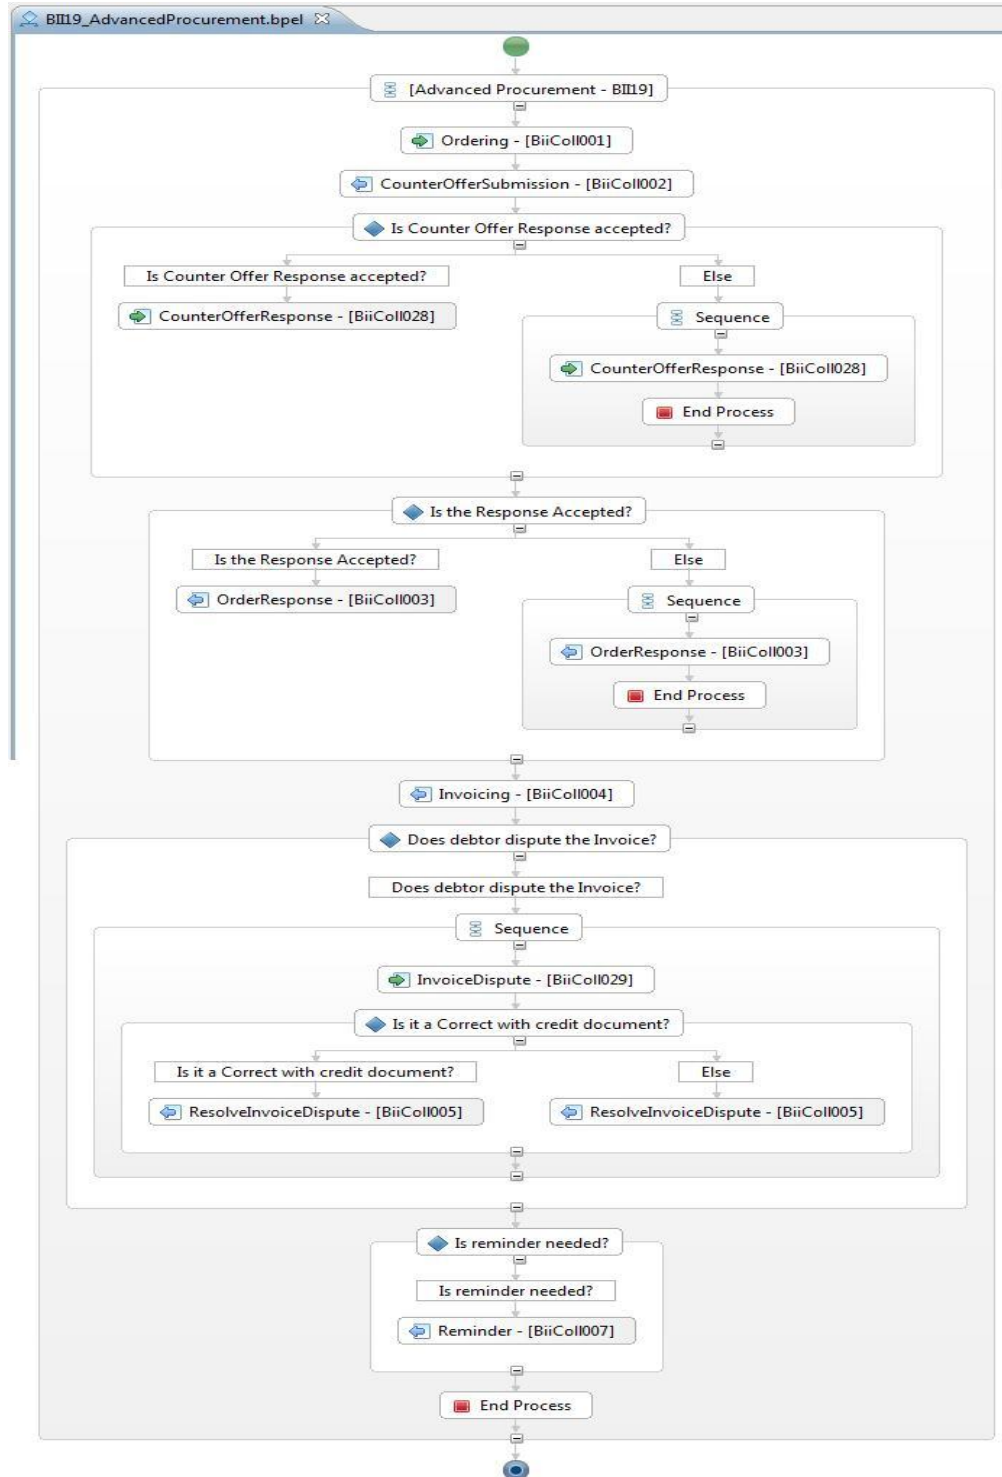 BII19_AdvancedProcurement.bpel
[Advanced Procurement - BII19]
Ordering - [BiiColl001]
CounterOfferSubmission - [BiiColl002]
Is Counter Offer Response accepted?
Is Counter Offer Response accepted? Else
CounterOfferResponse - [BiiColl028] Sequence
CounterOfferResponse - [BiiColl028]
End Process
Is the Response Accepted?
Is the Response Accepted? Else
OrderResponse - [BiiColl003] Sequence
OrderResponse - [BiiColl003]
End Process
Invoicing - [BiiColl004]
Does debtor dispute the Invoice?
Does debtor dispute the Invoice?
Sequence
InvoiceDispute - [BiiColl029]
Is it a Correct with credit document?
Is it a Correct with credit document? Else
ResolveInvoiceDispute - [BiiColl005] ResolveInvoiceDispute - [BiiColl005]
Is reminder needed?
Is reminder needed?
Reminder - [BiiColl007]
End Process